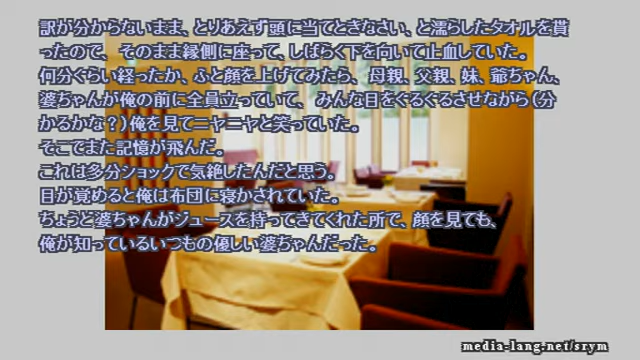 訳が分からないまま、とりあえず頭に当てときなさい、と濡らしたタオルを貰
ったので、そのまま縁側に座って、しばらく下を向いて止血していた。
何分ぐらい経ったか、ふと顔を上げてみたら、母親、父親、妹、爺ちゃん、
婆ちゃんが俺の前に全員立っていて、みんな目をぐるぐるさせながら（分
かるかな？）俺を見てニヤニヤと笑っていた。
そこでまた記憶が飛んだ。
これは多分ショックで気絶したんだと思う。
目が覚めると俺は布団に寝かされていた。
ちょうど婆ちゃんがジュースを持ってきてくれた所で、顔を見ても、
俺が知っているいつもの優しい婆ちゃんだった。
media-lang.net/srym